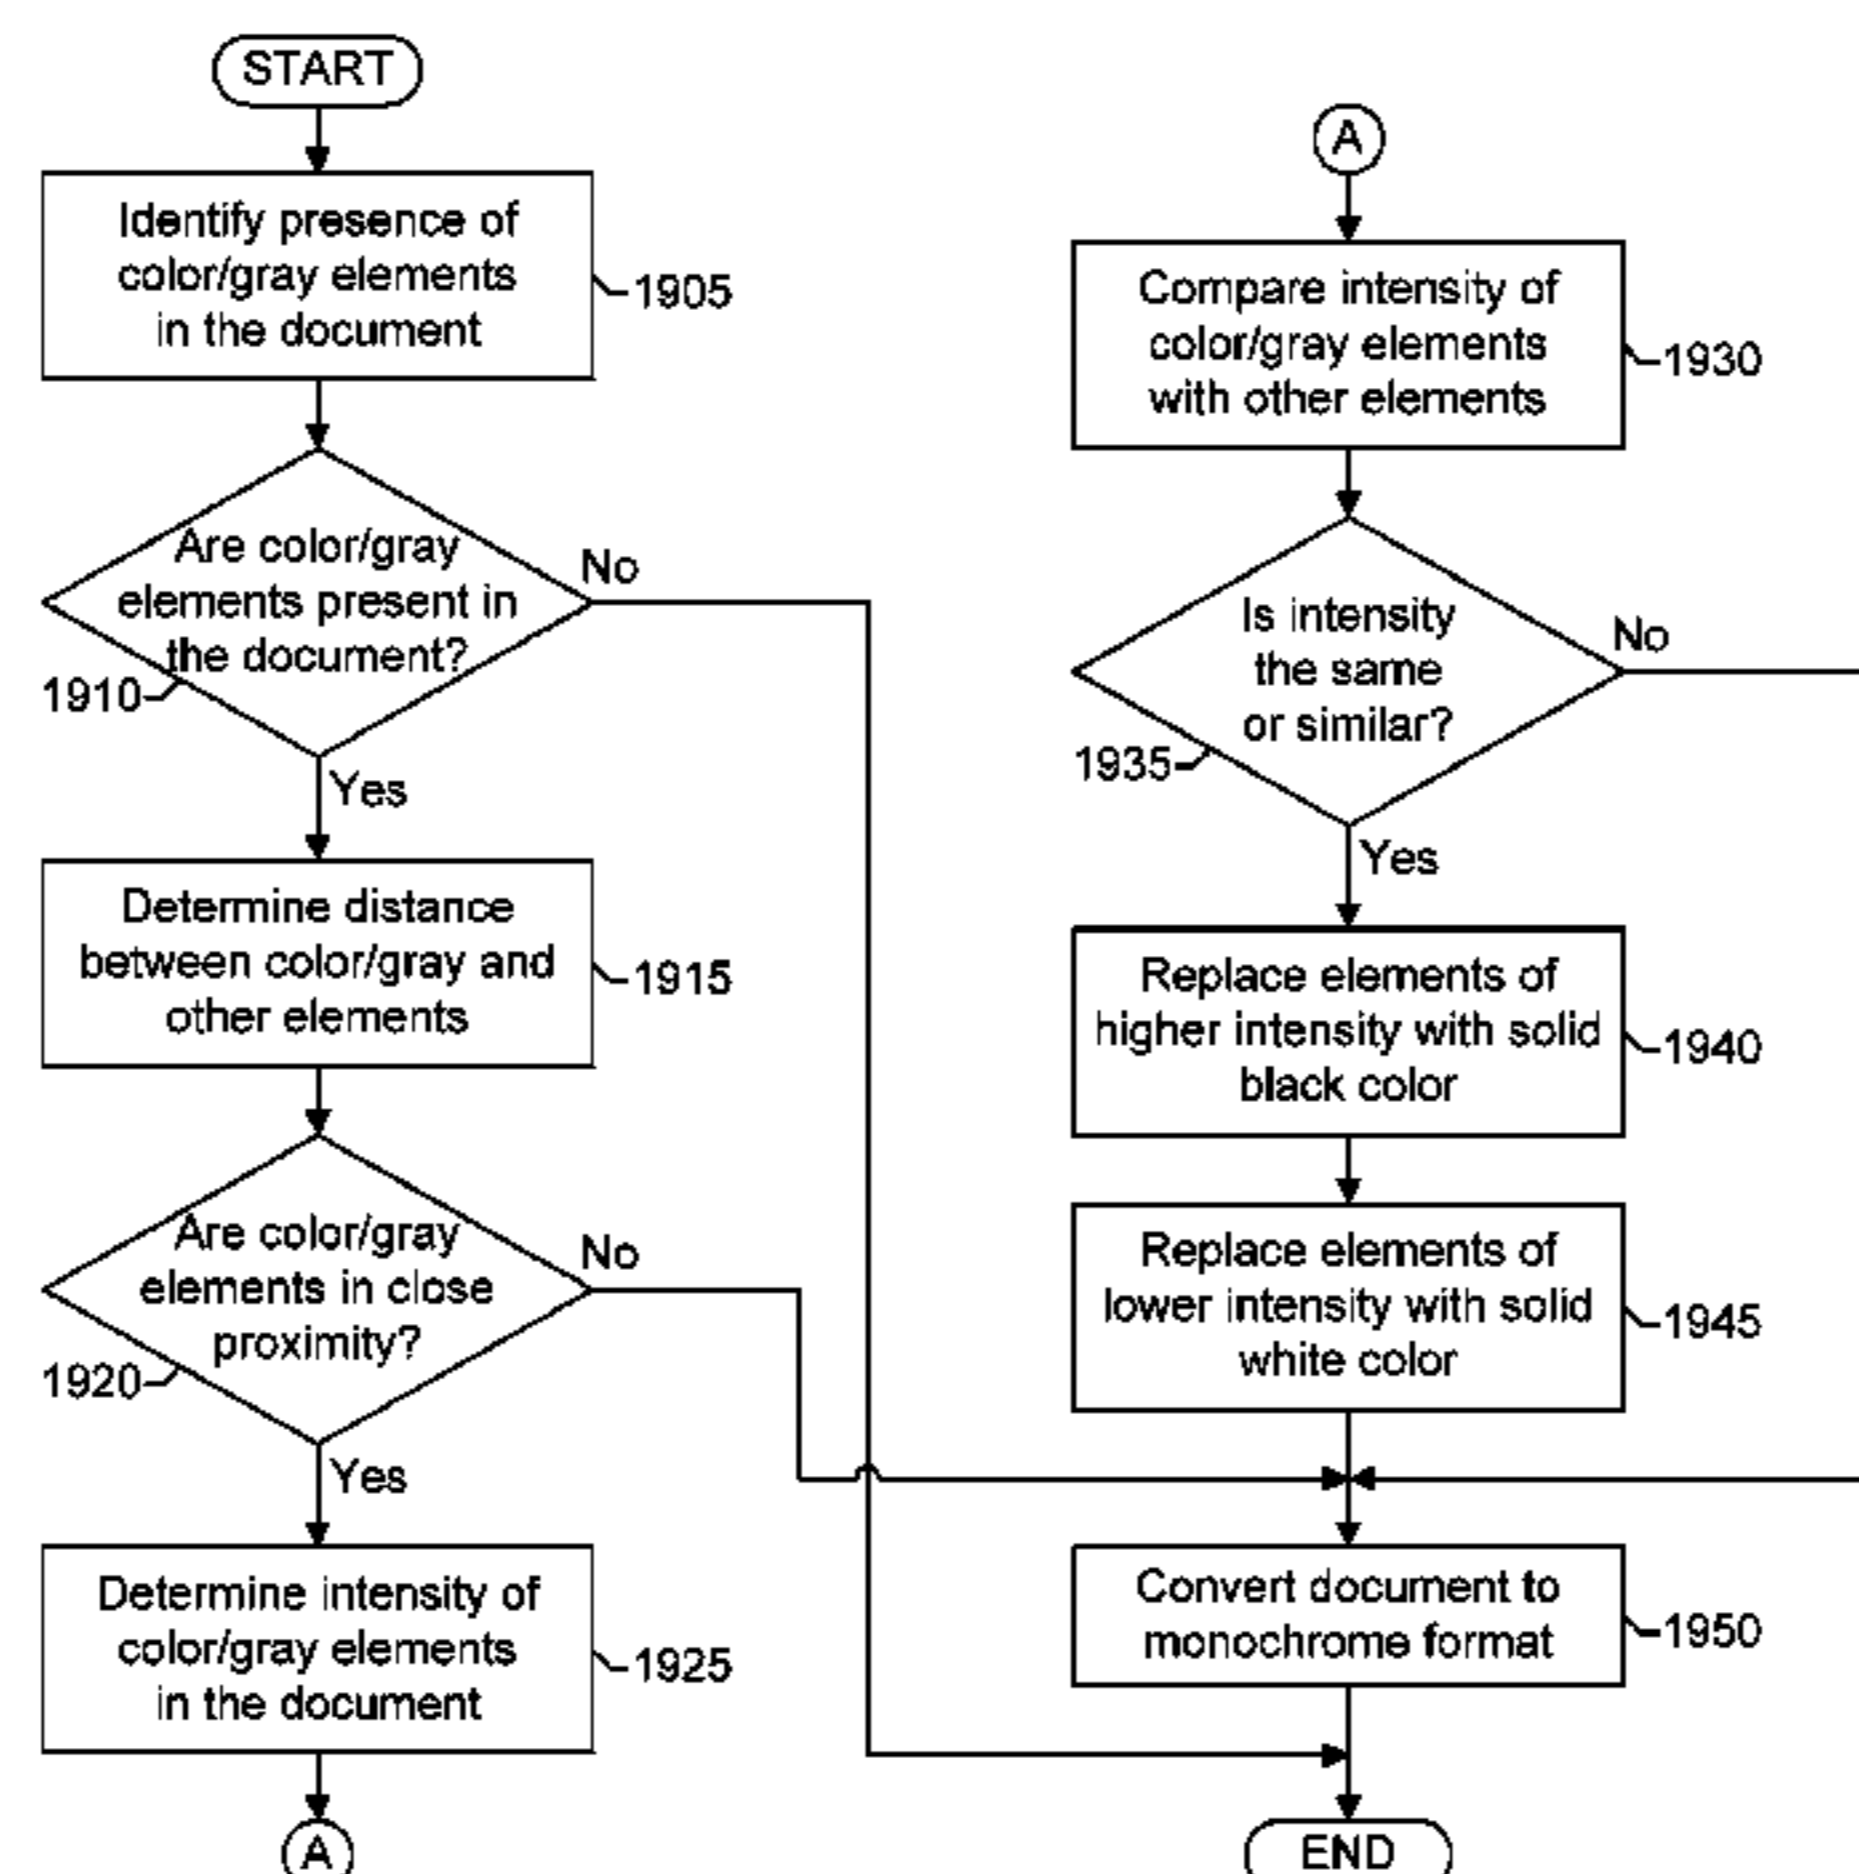 START
Identify presence of
color/gray elements
in the document
1905
Are color/gray
elements present in
the document?
1910
No
Yes
Determine distance
between color/gray and
other elements
1915
Are color/gray
elements in close
proximity?
1920
No
Yes
Determine intensity of
color/gray elements
in the document
1925
A
A
Compare intensity of
color/gray elements
with other elements
1930
Is intensity
the same
or similar?
1935
No
Yes
Replace elements of
higher intensity with solid
black color
1940
Replace elements of
lower intensity with solid
white color
1945
Convert document to
monochrome format
1950
END